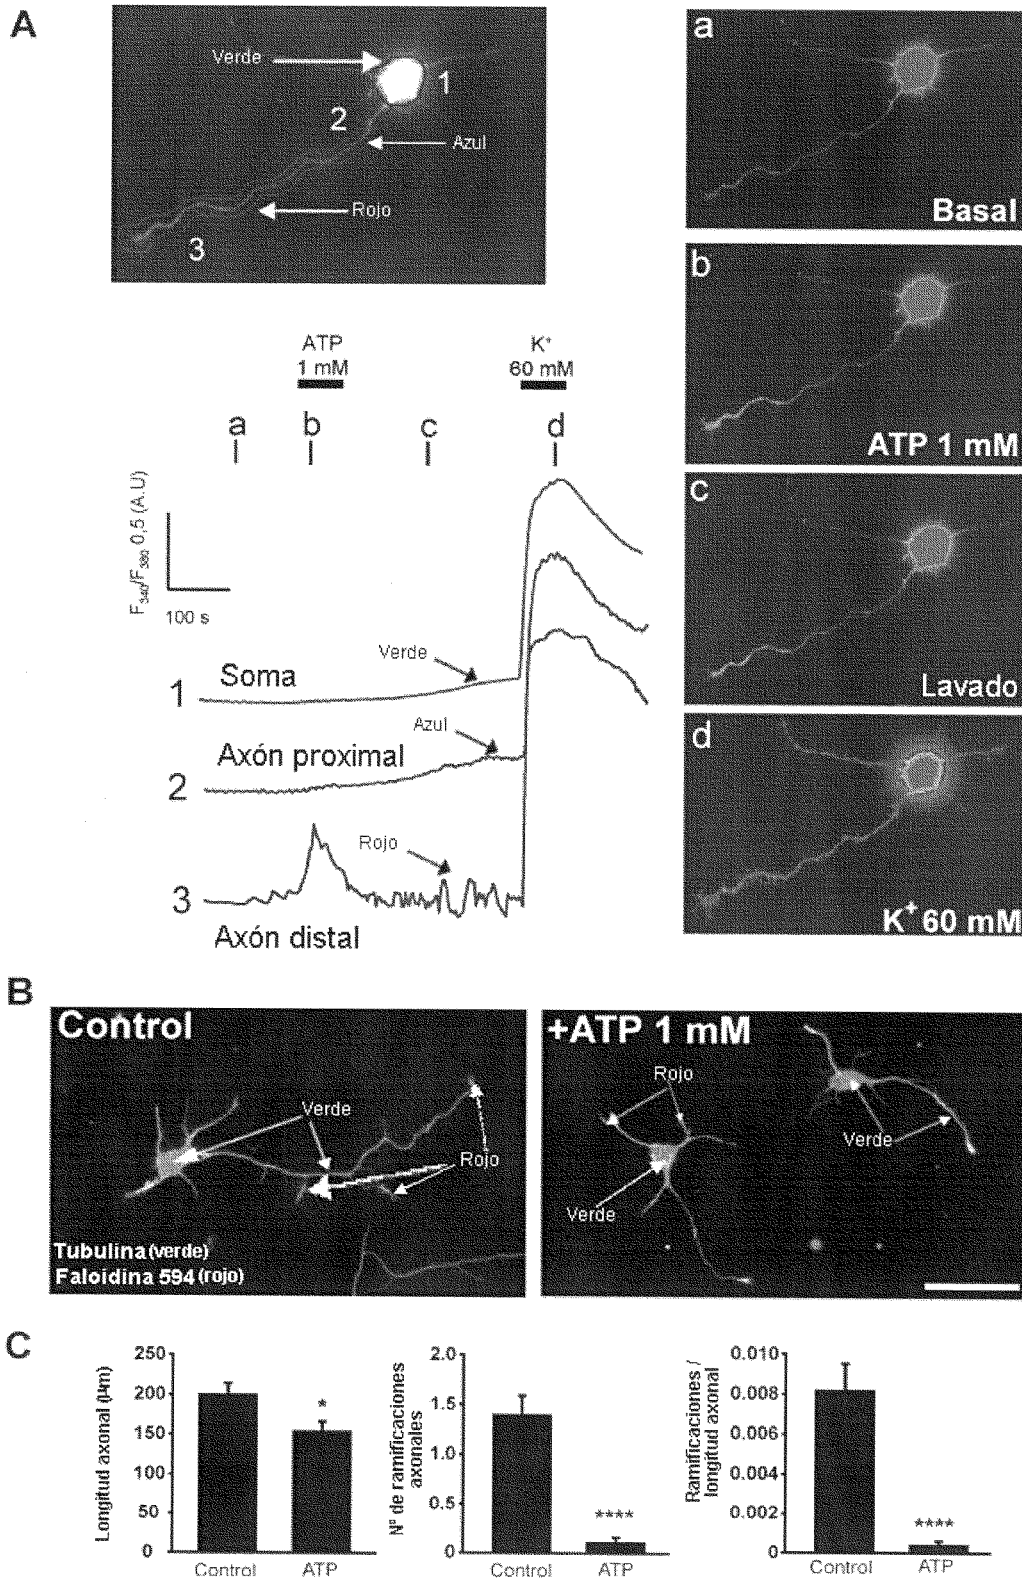 A
Verde
1
2
Azul
Rojo
3
a
Basal
b
ATP 1 mM
c
Lavado
d
K+ 60 mM
ATP
1 mM
K+
60 mM
a b c d
F340/F380 0,5 (A.U)
100 s
Verde
Soma
1
Azul
Axón proximal
2
Rojo
3
Axón distal
B
Control
Verde
Rojo
Tubulina (verde)
Faloidina 594 (rojo)
+ATP 1 mM
Rojo
Verde
Verde
C
Longitud axonal (µm)
250
200
150
100
50
0
*
Control ATP
Nº de ramificaciones
axonales
2.0
1.5
1.0
0.5
0
****
Control ATP
Ramificaciones /
longitud axonal
0.010
0.008
0.006
0.004
0.002
0
****
Control ATP